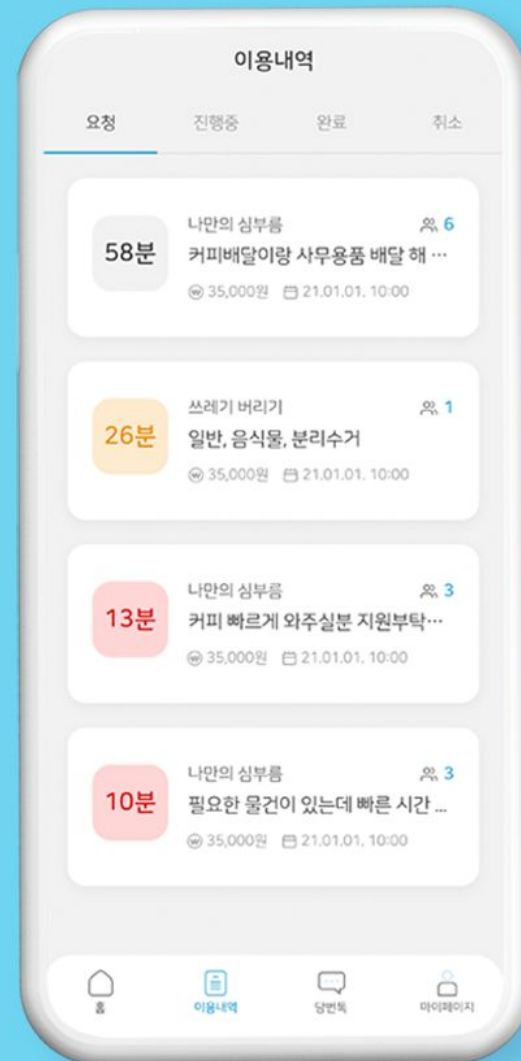 이용내역
요청 진행중 완료 취소
58분
나만의 심부름 6
커피배달이랑 사무용품 배달 해 …
₩ 35,000원 21.01.01. 10:00
26분
쓰레기 버리기 1
일반, 음식물, 분리수거
₩ 35,000원 21.01.01. 10:00
13분
나만의 심부름 3
커피 빠르게 와주실분 지원부탁…
₩ 35,000원 21.01.01. 10:00
10분
나만의 심부름 3
필요한 물건이 있는데 빠른 시간 ...
₩ 35,000원 21.01.01. 10:00
홈 이용내역 당번톡 마이페이지